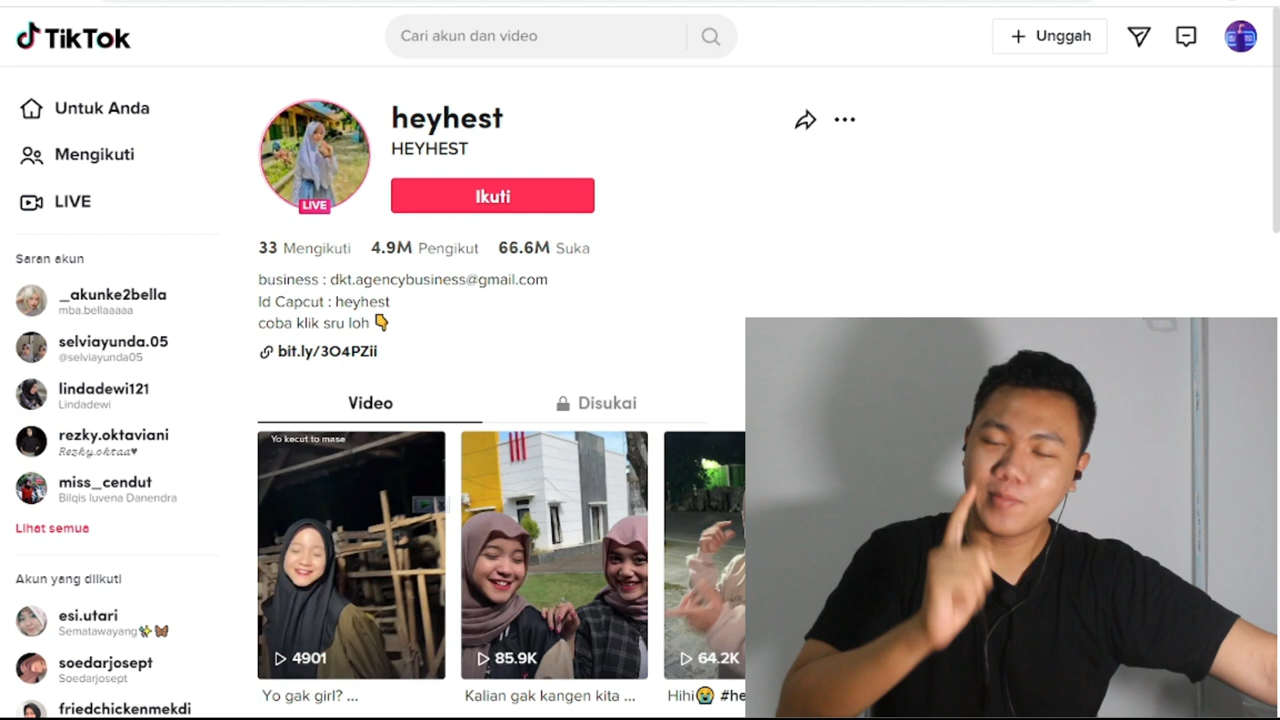 TikTok
Cari akun dan video
+ Unggah
Untuk Anda
Mengikuti
LIVE
Saran akun
_akunke2bella
mba.bellaaaaa
selviayunda.05
@selviayunda05
lindadewi121
Lindadewi
rezky.oktaviani
Rezky.oktaa♥
miss_cendut
Bilqis luvena Danendra
Lihat semua
Akun yang diikuti
esi.utari
Sematawayang✨🦋
soedarjosept
Soedarjosept
friedchickenmekdi
heyhest
HEYHEST
LIVE
Ikuti
33 Mengikuti 4.9M Pengikut 66.6M Suka
business : dkt.agencybusiness@gmail.com
Id Capcut : heyhest
coba klik sru loh 👇
bit.ly/3O4PZii
Video Disukai
Yo kecut to mase
4901
Yo gak girl? ...
85.9K
Kalian gak kangen kita ...
64.2K
Hihi😭 #he